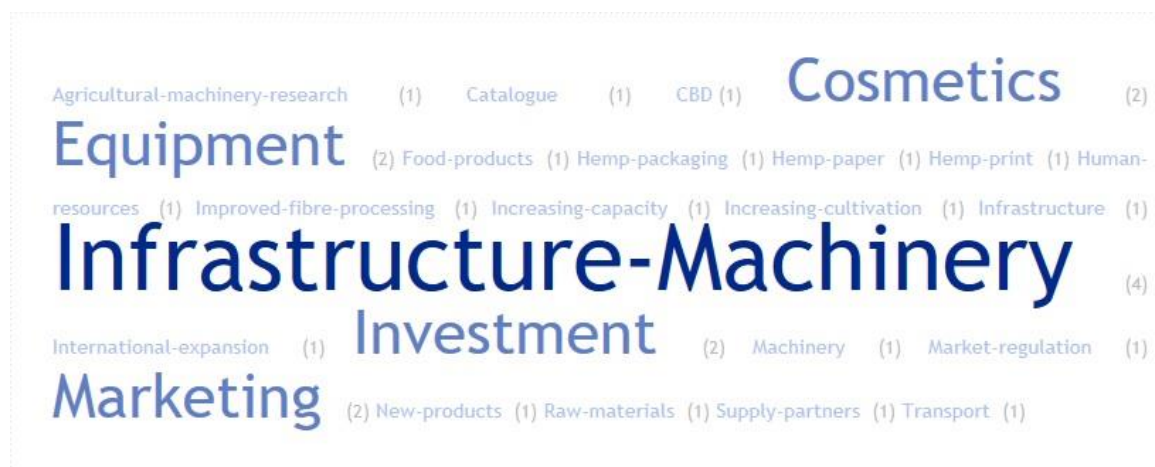 Agricultural-machinery-research (1) Catalogue (1) CBD (1) Cosmetics (2)
Equipment (2) Food-products (1) Hemp-packaging (1) Hemp-paper (1) Hemp-print (1) Human-
resources (1) Improved-fibre-processing (1) Increasing-capacity (1) Increasing-cultivation (1) Infrastructure (1)
Infrastructure-Machinery (4)
International-expansion (1) Investment (2) Machinery (1) Market-regulation (1)
Marketing (2) New-products (1) Raw-materials (1) Supply-partners (1) Transport (1)